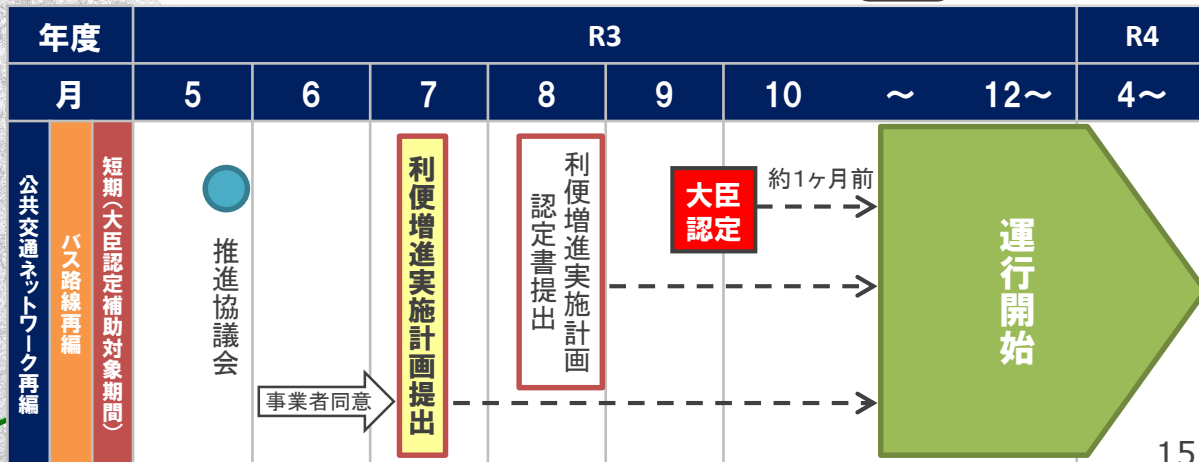 年度
R3
R4
月
5
6
7
8
9
10
～
12～
4～
公共交通ネットワーク再編
バス路線再編
短期（大臣認定補助対象期間）
推進協議会
事業者同意
利便増進実施計画提出
利便増進実施計画
認定書提出
大臣
認定
約1ヶ月前
運行開始
15